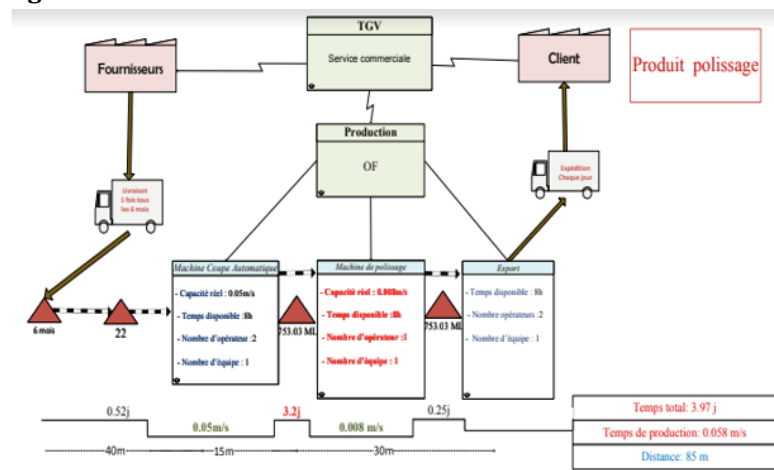 TGV
Service commerciale
Fournisseurs
Client
Produit polissage
Production
OF
Livraison
1 fois tous
les 6 mois
Expédition
Chaque jour
Machine Coupe Automatique
- Capacité réel : 0.05m/s
- Temps disponible :8h
- Nombre d'opérateur :2
- Nombre d'équipe : 1
Machine de polissage
- Capacité réel : 0.008m/s
- Temps disponible :8h
- Nombre d'opérateur :1
- Nombre d'équipe : 1
Export
- Temps disponible : 8h
- Nombre opérateurs :2
- Nombre d'équipe : 1
6 mois
22
753.03 ML
753.03 ML
0.52j
0.05m/s
3.2j
0.008 m/s
0.25j
40m
15m
30m
Temps total: 3.97 j
Temps de production: 0.058 m/s
Distance: 85 m